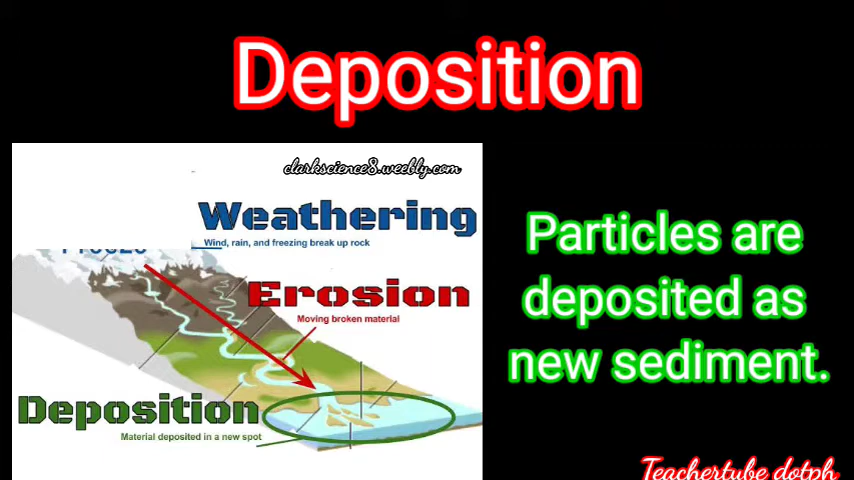 Deposition
clarkscience8.weebly.com
Weathering
Wind, rain, and freezing break up rock
Erosion
Moving broken material
Deposition
Material deposited in a new spot
Particles are
deposited as
new sediment.
Teachertube dotph